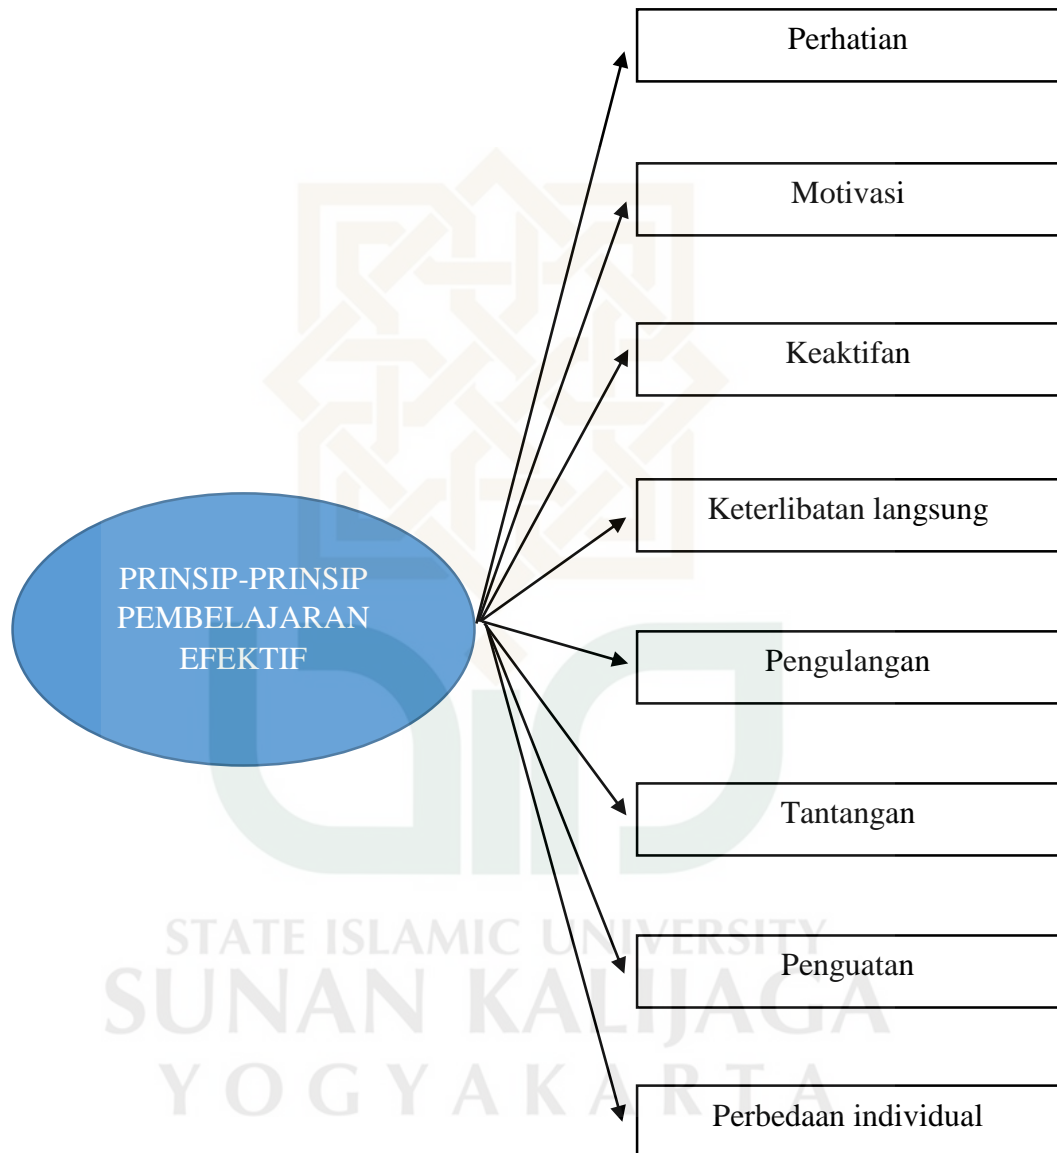 Perhatian
Motivasi
Keaktifan
Keterlibatan langsung
PRINSIP-PRINSIP
PEMBELAJARAN
EFEKTIF
Pengulangan
Tantangan
Penguatan
Perbedaan individual
STATE ISLAMIC UNIVERSITY
SUNAN KALIJAGA
YOGYAKARTA